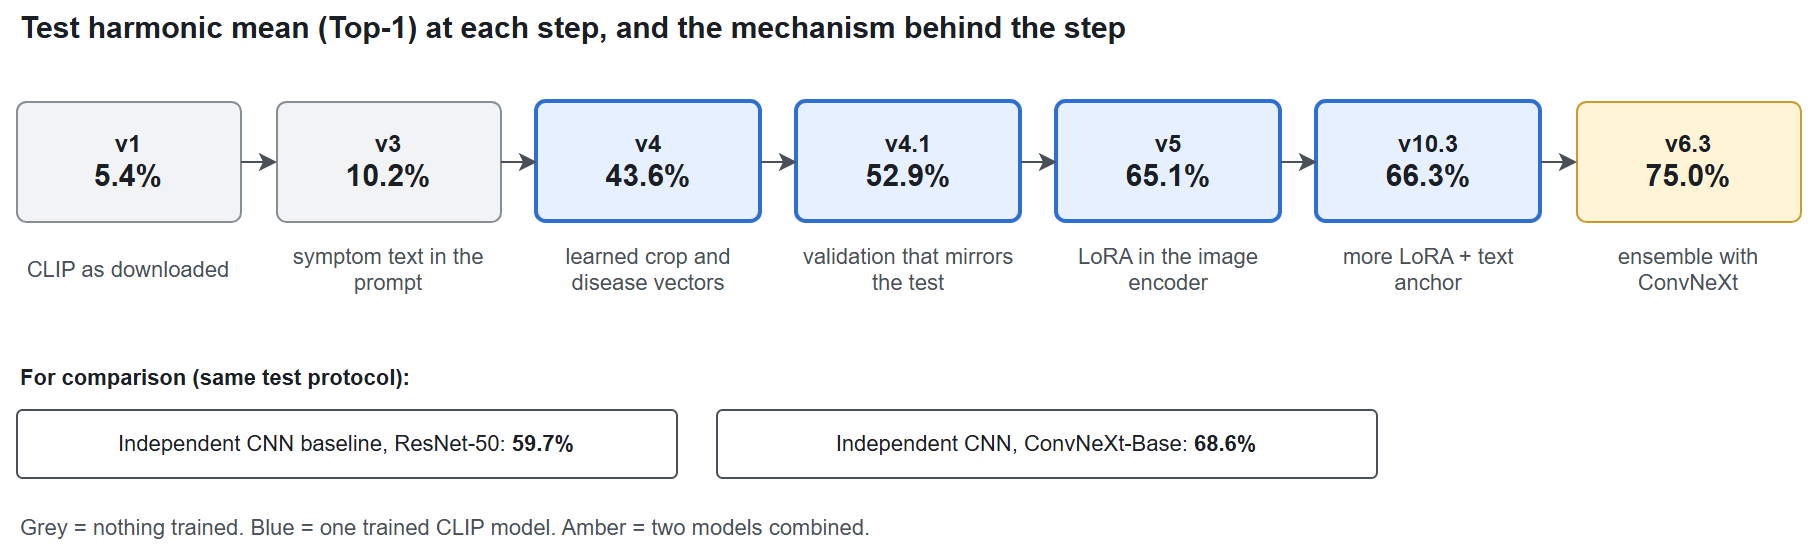 Test harmonic mean (Top-1) at each step, and the mechanism behind the step
v1
5.4%
CLIP as downloaded
v3
10.2%
symptom text in the
prompt
v4
43.6%
learned crop and
disease vectors
v4.1
52.9%
validation that mirrors
the test
v5
65.1%
LoRA in the image
encoder
v10.3
66.3%
more LoRA + text
anchor
v6.3
75.0%
ensemble with
ConvNeXt
For comparison (same test protocol):
Independent CNN baseline, ResNet-50: 59.7%
Independent CNN, ConvNeXt-Base: 68.6%
Grey = nothing trained. Blue = one trained CLIP model. Amber = two models combined.